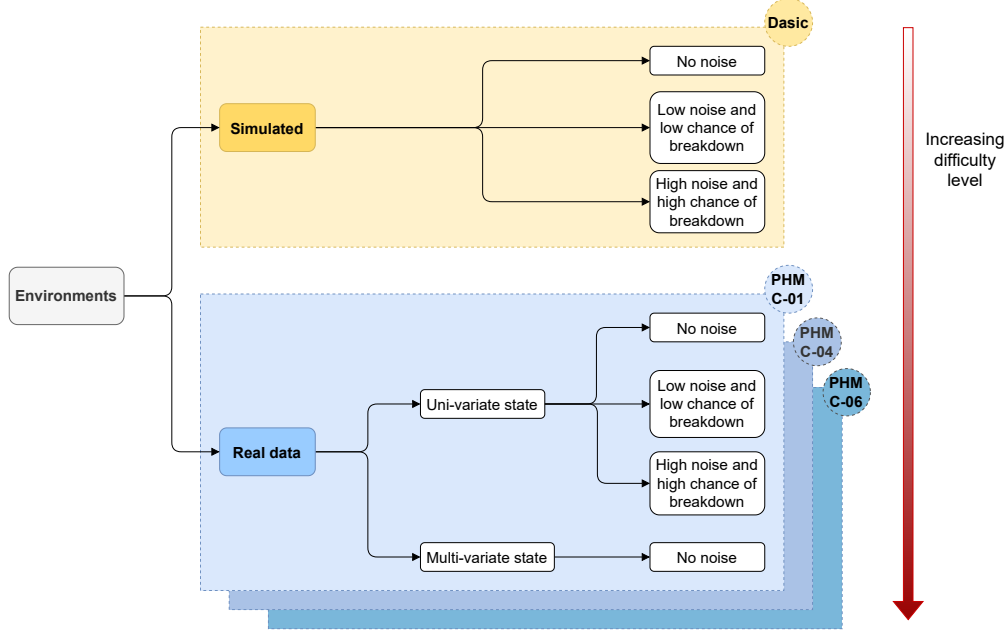 Dasic
No noise
Simulated
Low noise and
low chance of
breakdown
High noise and
high chance of
breakdown
Increasing
difficulty
level
Environments
PHM
C-01
PHM
C-04
PHM
C-06
No noise
Uni-variate state
Low noise and
low chance of
breakdown
Real data
High noise and
high chance of
breakdown
Multi-variate state
No noise